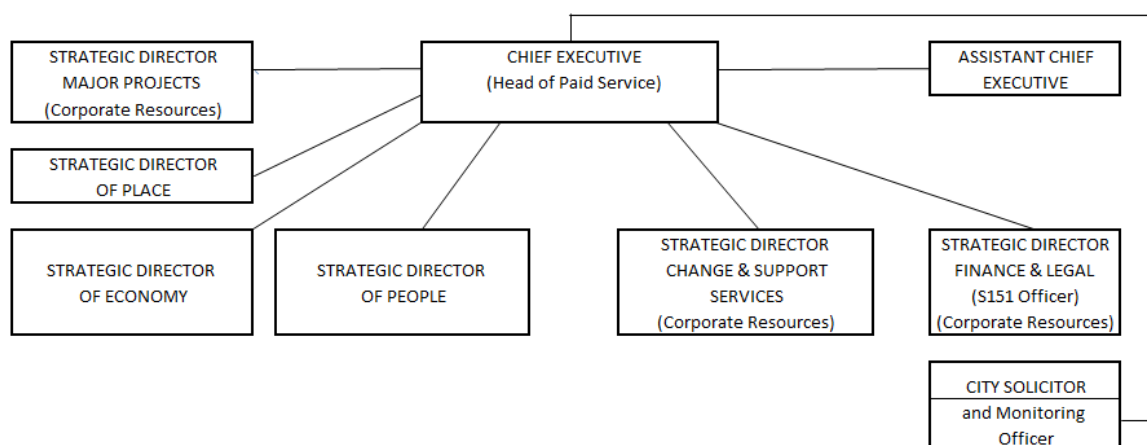 STRATEGIC DIRECTOR
MAJOR PROJECTS
(Corporate Resources)
CHIEF EXECUTIVE
(Head of Paid Service)
ASSISTANT CHIEF
EXECUTIVE
STRATEGIC DIRECTOR
OF PLACE
STRATEGIC DIRECTOR
OF ECONOMY
STRATEGIC DIRECTOR
OF PEOPLE
STRATEGIC DIRECTOR
CHANGE & SUPPORT
SERVICES
(Corporate Resources)
STRATEGIC DIRECTOR
FINANCE & LEGAL
(S151 Officer)
(Corporate Resources)
CITY SOLICITOR
and Monitoring
Officer